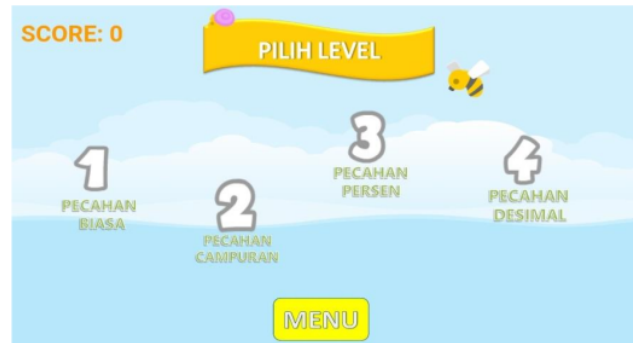 SCORE: 0
PILIH LEVEL
1
PECAHAN
BIASA
2
PECAHAN
CAMPURAN
3
PECAHAN
PERSEN
4
PECAHAN
DESIMAL
MENU